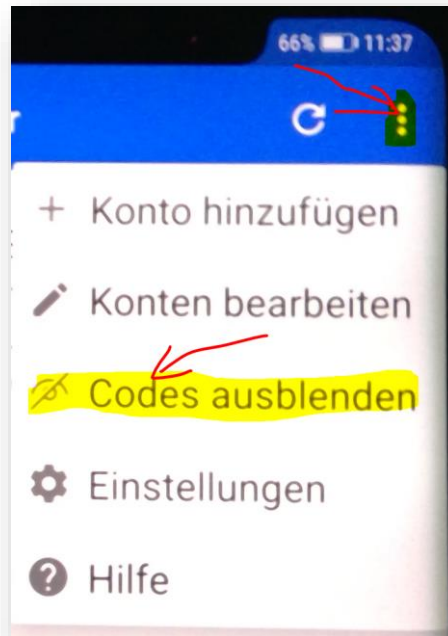 66% 11:37
Konto hinzufügen
Konten bearbeiten
Codes ausblenden
Einstellungen
Hilfe